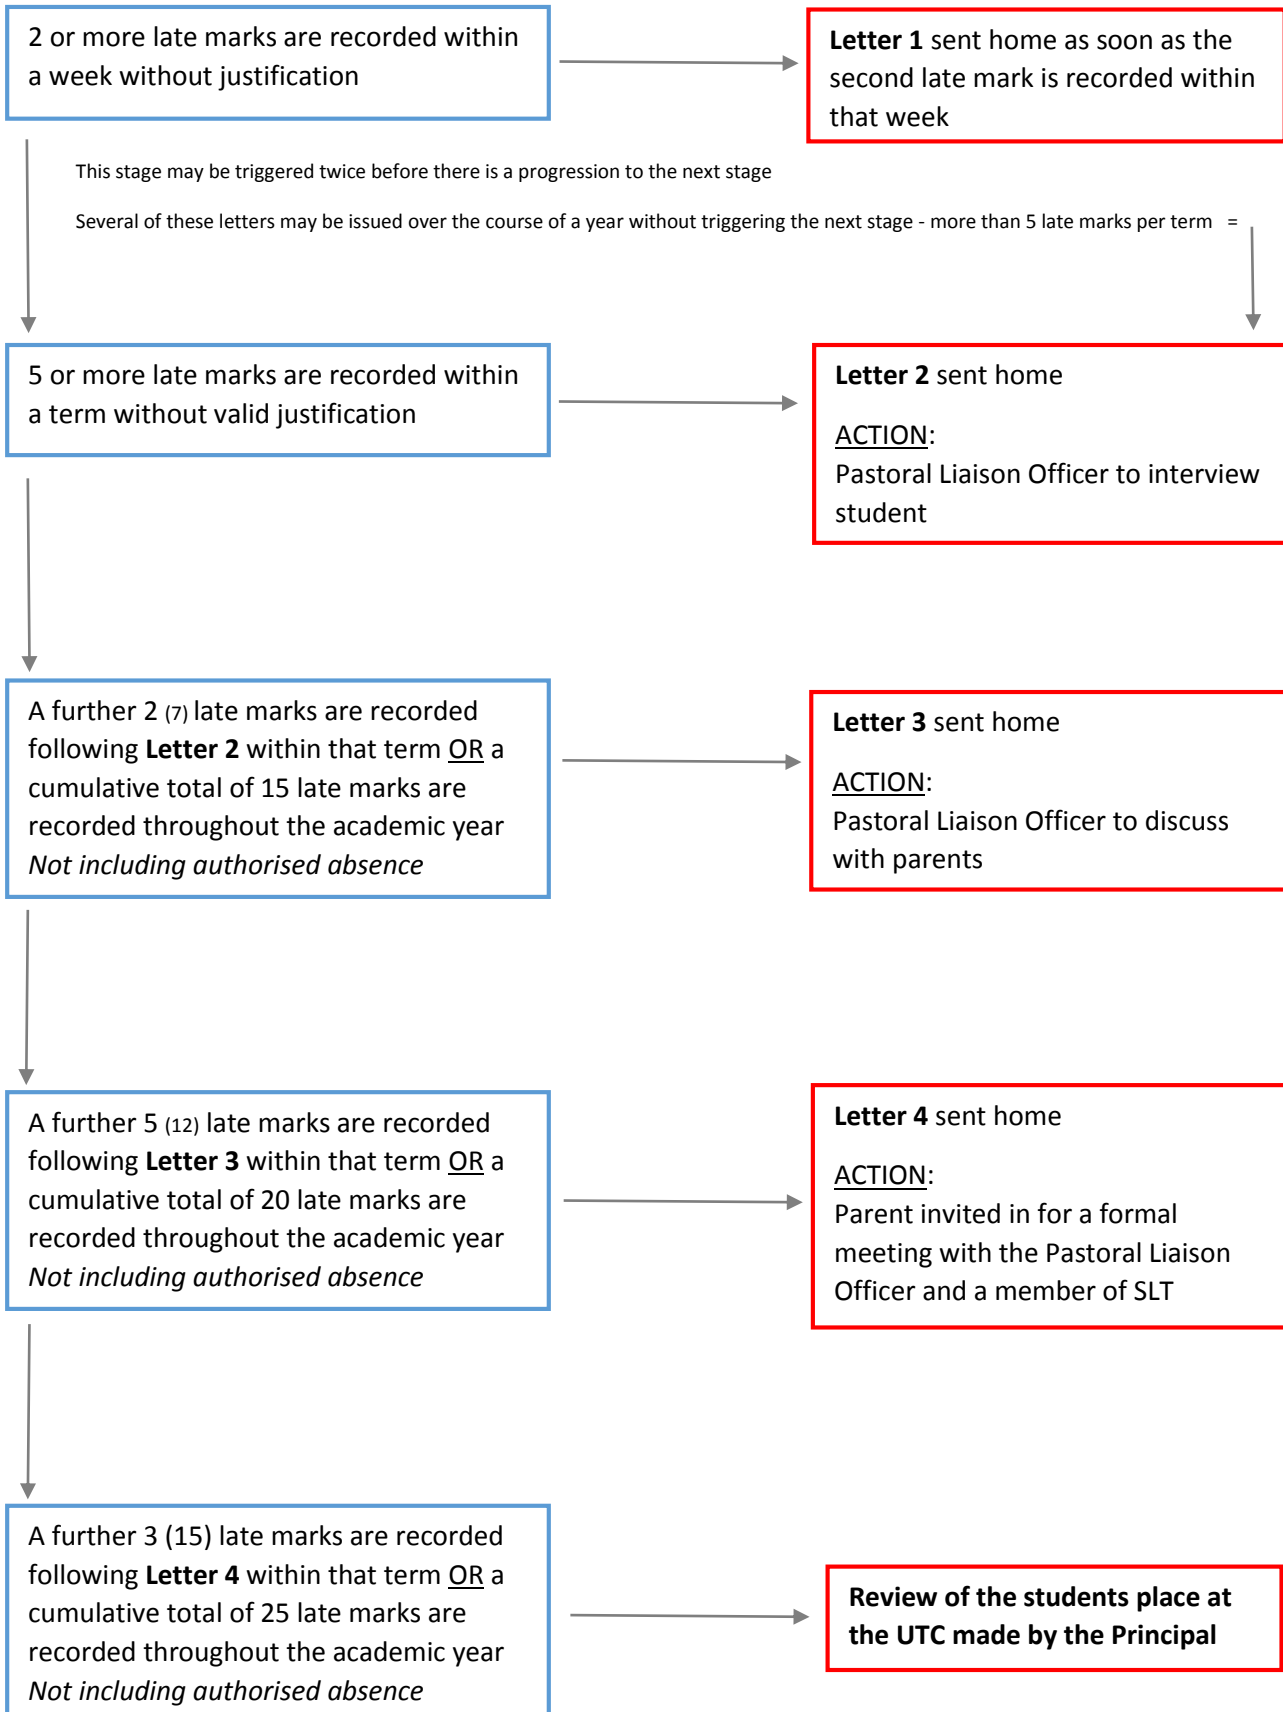 2 or more late marks are recorded within
a week without justification
Letter 1 sent home as soon as the
second late mark is recorded within
that week
This stage may be triggered twice before there is a progression to the next stage
Several of these letters may be issued over the course of a year without triggering the next stage - more than 5 late marks per term =
5 or more late marks are recorded within
a term without valid justification
Letter 2 sent home
ACTION:
Pastoral Liaison Officer to interview
student
A further 2 (7) late marks are recorded
following Letter 2 within that term OR a
cumulative total of 15 late marks are
recorded throughout the academic year
Not including authorised absence
Letter 3 sent home
ACTION:
Pastoral Liaison Officer to discuss
with parents
A further 5 (12) late marks are recorded
following Letter 3 within that term OR a
cumulative total of 20 late marks are
recorded throughout the academic year
Not including authorised absence
Letter 4 sent home
ACTION:
Parent invited in for a formal
meeting with the Pastoral Liaison
Officer and a member of SLT
A further 3 (15) late marks are recorded
following Letter 4 within that term OR a
cumulative total of 25 late marks are
recorded throughout the academic year
Not including authorised absence
Review of the students place at
the UTC made by the Principal